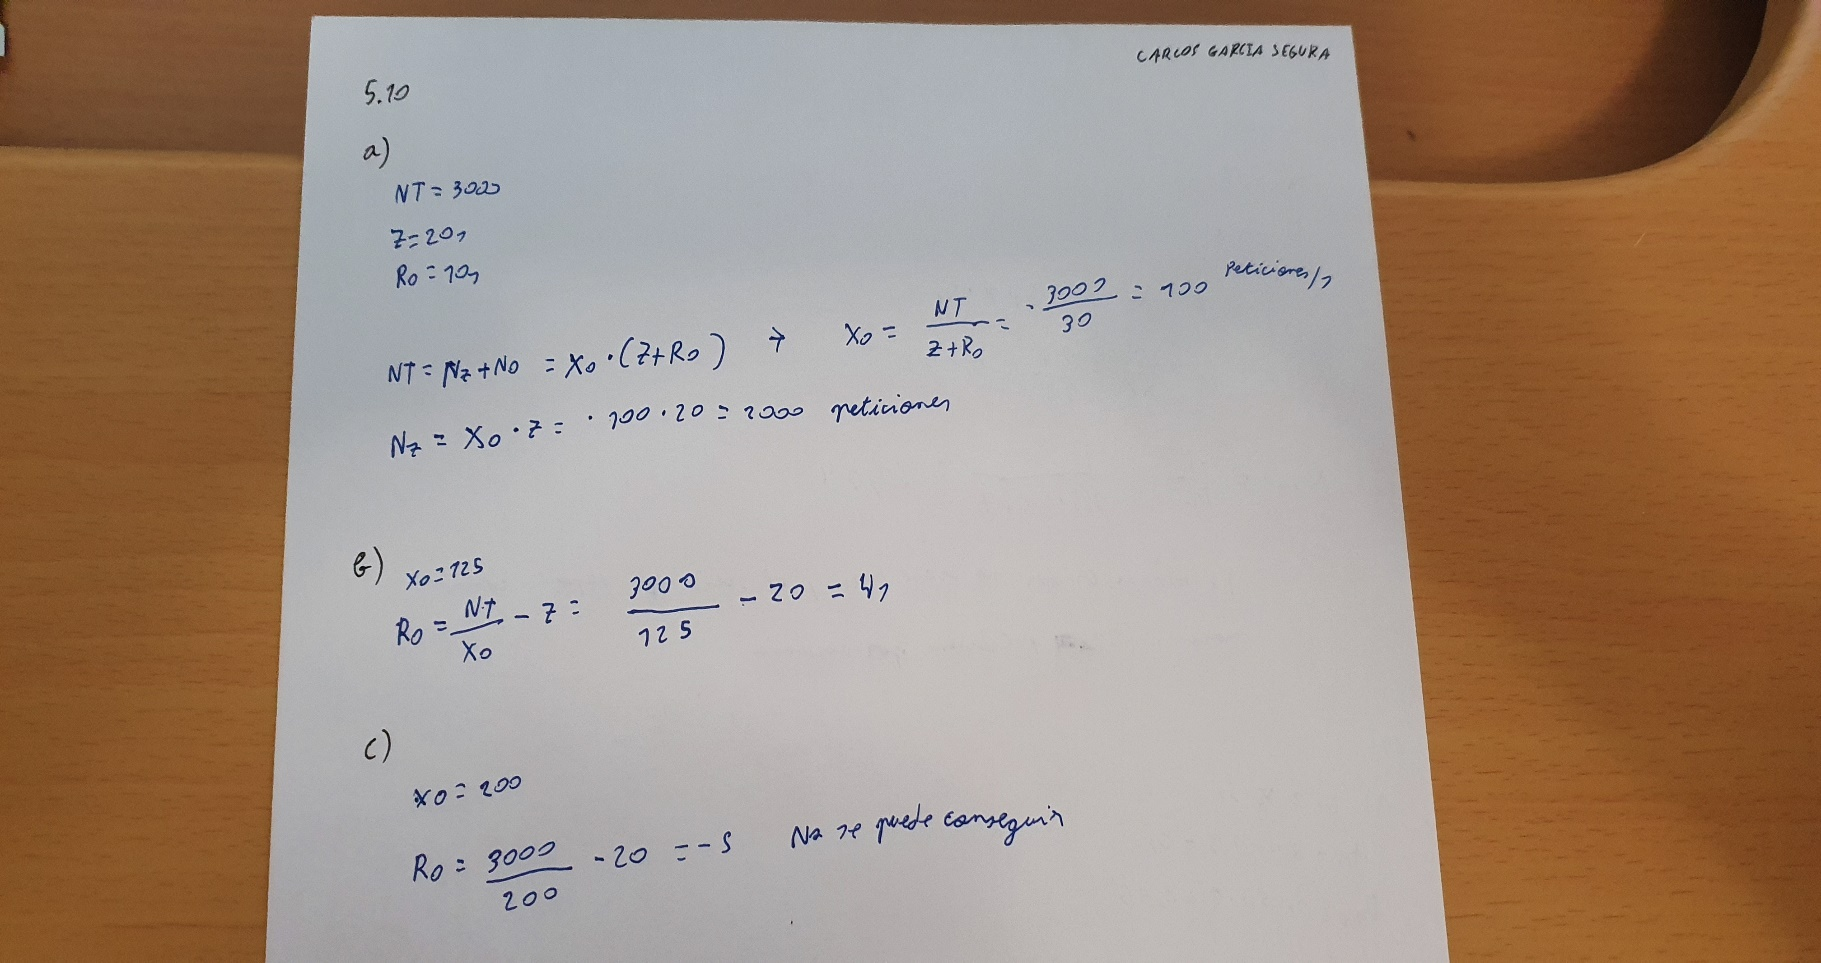 CARLOS GARCIA SEGURA
5.10
a)
NT = 3000
Z = 20s
Ro = 10s
NT = Nz + No = Xo · (Z + Ro) → Xo = NT / Z + Ro = · 3000 / 30 = 100 Peticiones/s
Nz = Xo · Z = · 100 · 20 = 2000 peticiones
b) Xo = 125
Ro = Nt / Xo - Z = 3000 / 125 - 20 = 4s
c)
Xo = 200
Ro = 3000 / 200 - 20 = -5 No se puede conseguir